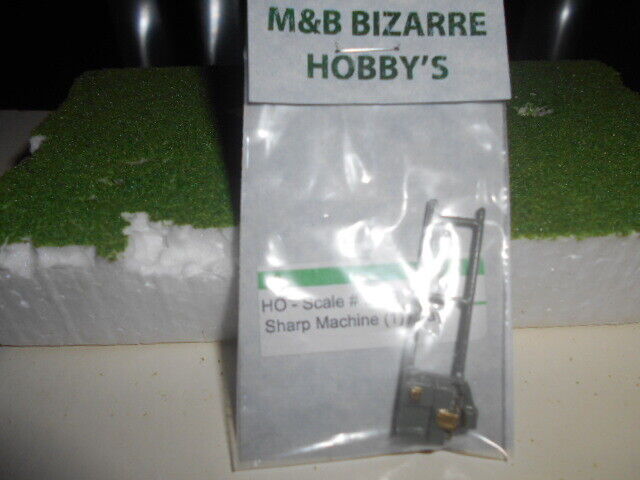 M&B BIZARRE
HOBBY'S
HO - Scale #
Sharp Machine (1)